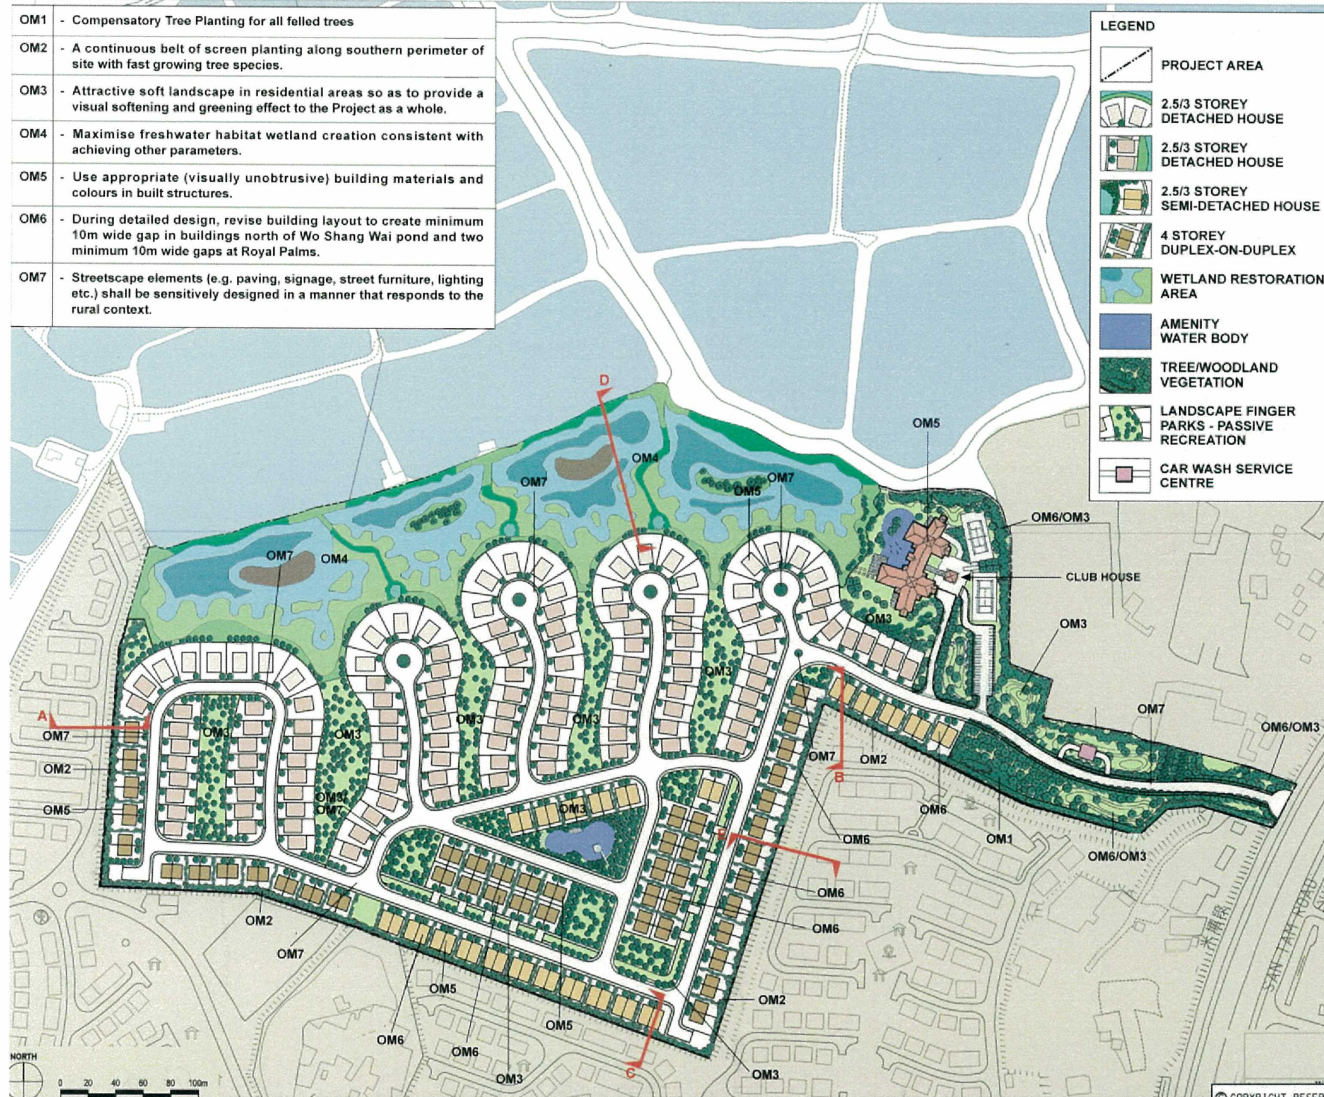 OM1 - Compensatory Tree Planting for all felled trees
OM2 - A continuous belt of screen planting along southern perimeter of
site with fast growing tree species.
OM3 - Attractive soft landscape in residential areas so as to provide a
visual softening and greening effect to the Project as a whole.
OM4 - Maximise freshwater habitat wetland creation consistent with
achieving other parameters.
OM5 - Use appropriate (visually unobtrusive) building materials and
colours in built structures.
OM6 - During detailed design, revise building layout to create minimum
10m wide gap in buildings north of Wo Shang Wai pond and two
minimum 10m wide gaps at Royal Palms.
OM7 - Streetscape elements (e.g. paving, signage, street furniture, lighting
etc.) shall be sensitively designed in a manner that responds to the
rural context.
LEGEND
PROJECT AREA
2.5/3 STOREY
DETACHED HOUSE
2.5/3 STOREY
DETACHED HOUSE
2.5/3 STOREY
SEMI-DETACHED HOUSE
4 STOREY
DUPLEX-ON-DUPLEX
WETLAND RESTORATION
AREA
AMENITY
WATER BODY
TREE/WOODLAND
VEGETATION
LANDSCAPE FINGER
PARKS - PASSIVE
RECREATION
CAR WASH SERVICE
CENTRE
D
OM5
OM4
OM7
OM7
OM5
OM6/OM3
OM7
OM4
CLUB HOUSE
OM3
OM3
OM3
A
OM7
OM3
OM3
OM3
OM3
OM7
OM6/OM3
OM2
OM7
OM2
B
OM5
OM3/
OM7
OM3
OM6
OM6
OM1
OM6/OM3
OM6
OM2
OM6
OM7
OM5
OM2
OM6
OM6
OM5
OM3
C
OM3
SAN TAM ROAD
NORTH
0 20 40 60 80 100m